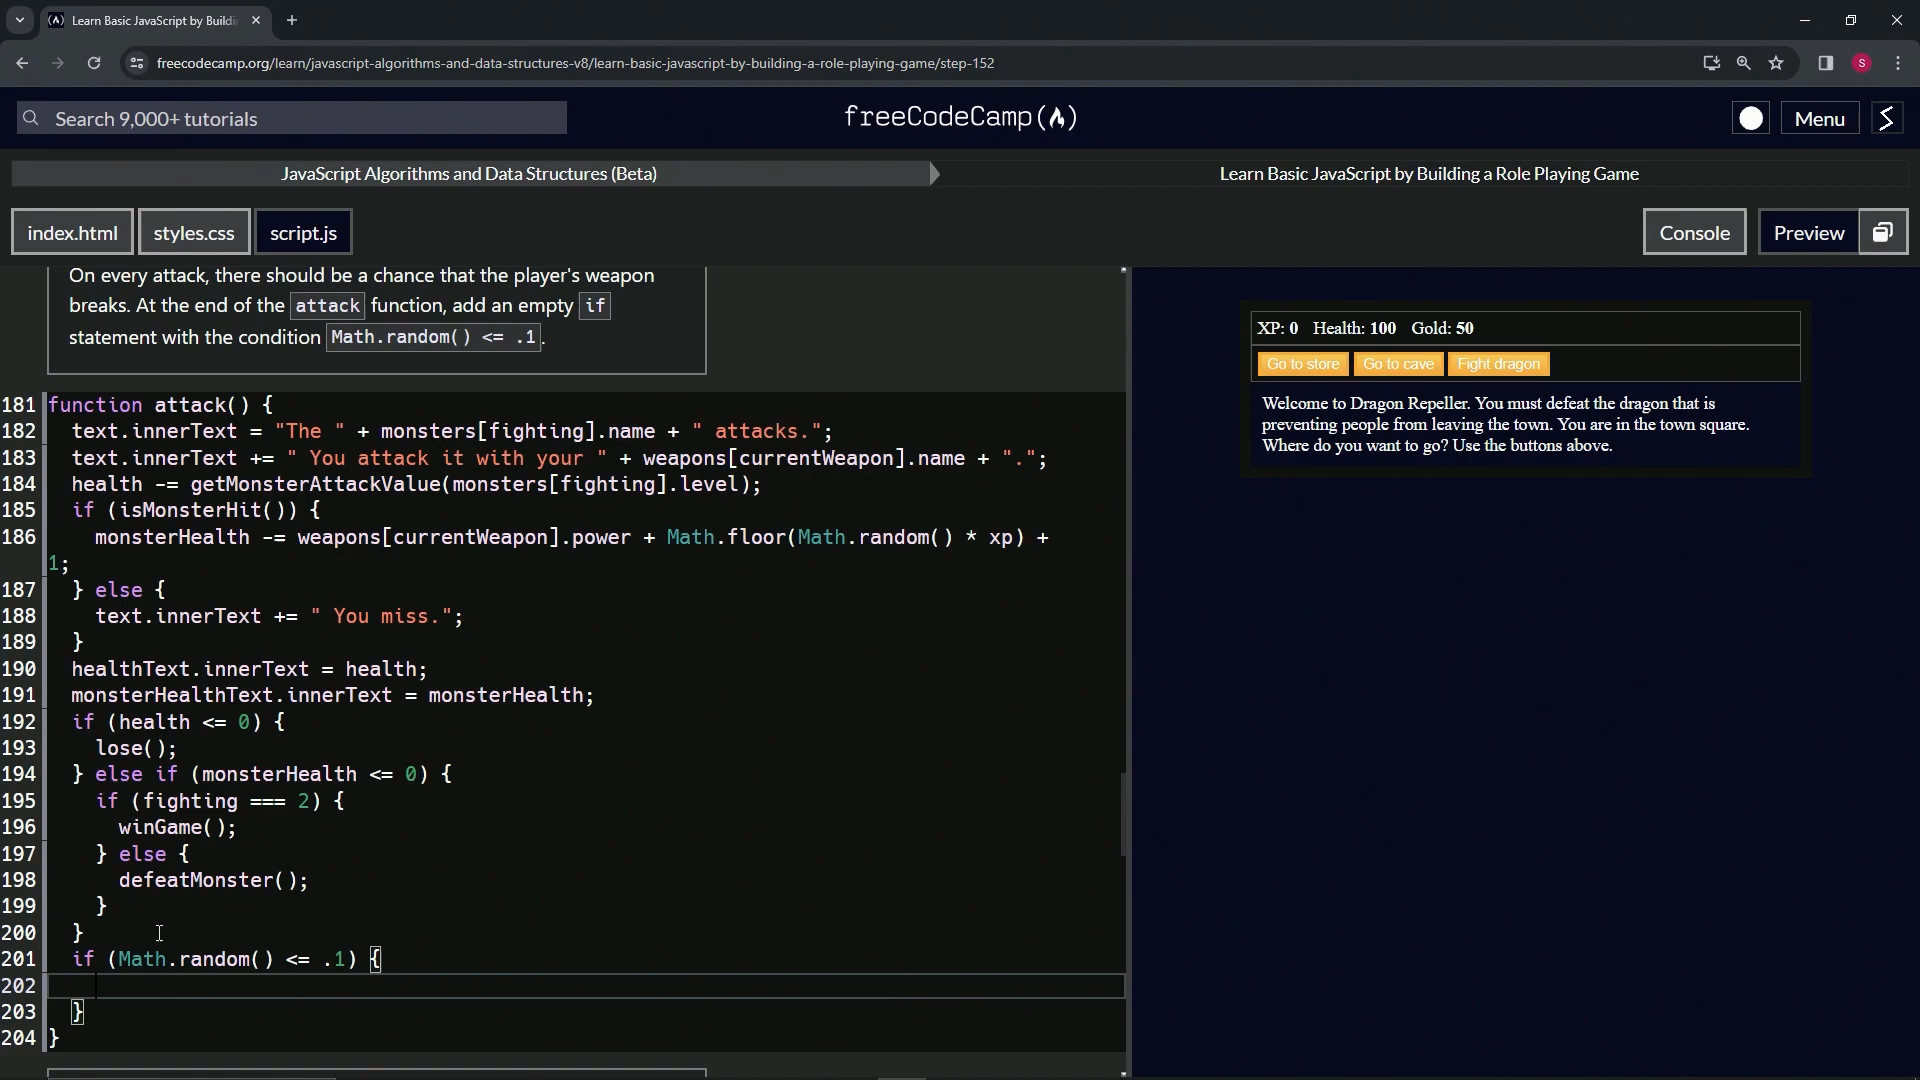 Learn Basic JavaScript by Buildi
freecodecamp.org/learn/javascript-algorithms-and-data-structures-v8/learn-basic-javascript-by-building-a-role-playing-game/step-152
S
Search 9,000+ tutorials
freeCodeCamp(🔥)
Menu
JavaScript Algorithms and Data Structures (Beta)
Learn Basic JavaScript by Building a Role Playing Game
index.html
styles.css
script.js
Console
Preview
On every attack, there should be a chance that the player's weapon
breaks. At the end of the attack function, add an empty if
statement with the condition Math.random() <= .1.
181 function attack() {
182   text.innerText = "The " + monsters[fighting].name + " attacks.";
183   text.innerText += " You attack it with your " + weapons[currentWeapon].name + ".";
184   health -= getMonsterAttackValue(monsters[fighting].level);
185   if (isMonsterHit()) {
186     monsterHealth -= weapons[currentWeapon].power + Math.floor(Math.random() * xp) +
1;
187   } else {
188     text.innerText += " You miss.";
189   }
190   healthText.innerText = health;
191   monsterHealthText.innerText = monsterHealth;
192   if (health <= 0) {
193     lose();
194   } else if (monsterHealth <= 0) {
195     if (fighting === 2) {
196       winGame();
197     } else {
198       defeatMonster();
199     }
200   }
201   if (Math.random() <= .1) {
202
203   }
204 }
XP: 0 Health: 100 Gold: 50
Go to store
Go to cave
Fight dragon
Welcome to Dragon Repeller. You must defeat the dragon that is
preventing people from leaving the town. You are in the town square.
Where do you want to go? Use the buttons above.